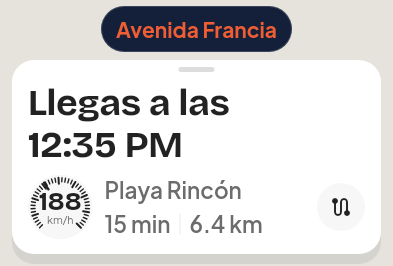 Avenida Francia
Llegas a las
12:35 PM
188
km/h
Playa Rincón
15 min
6.4 km